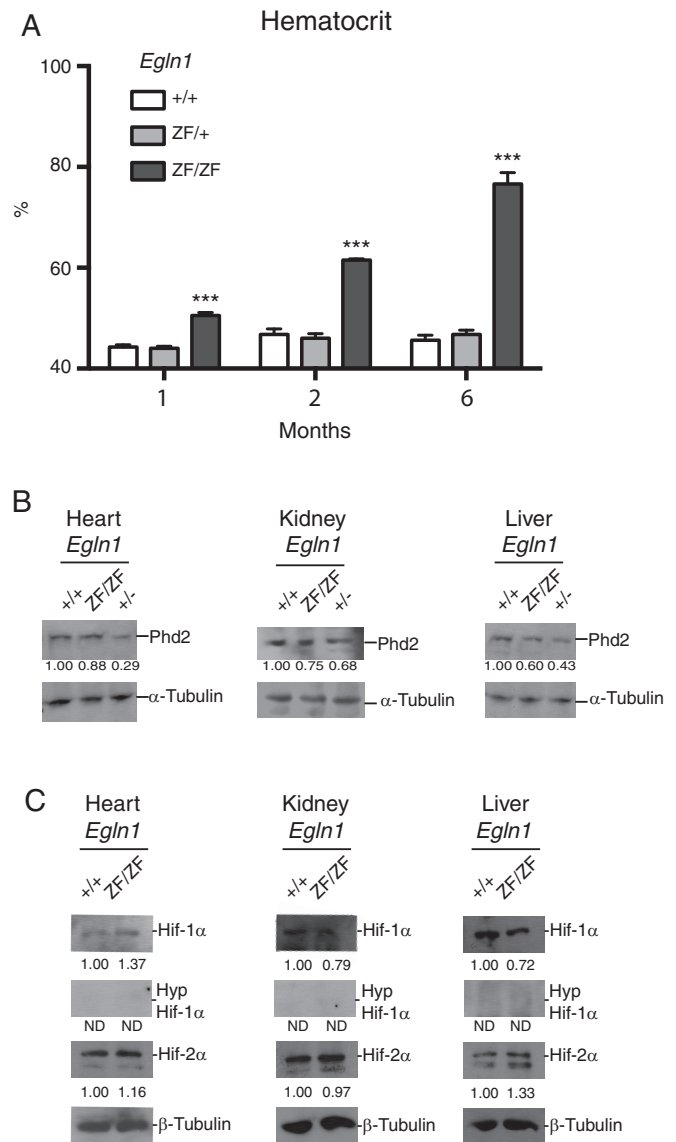 A
Hematocrit
Egln1
+/+
ZF/+
ZF/ZF
100
80
60
40
%
*** *** ***
1 2 6
Months
B
Heart Kidney Liver
Egln1 Egln1 Egln1
+/+ ZF/ZF +/- +/+ ZF/ZF +/- +/+ ZF/ZF +/-
Phd2 Phd2 Phd2
1.00 0.88 0.29 1.00 0.75 0.68 1.00 0.60 0.43
α-Tubulin α-Tubulin α-Tubulin
C
Heart Kidney Liver
Egln1 Egln1 Egln1
+/+ ZF/ZF +/+ ZF/ZF +/+ ZF/ZF
Hif-1α Hif-1α Hif-1α
1.00 1.37 1.00 0.79 1.00 0.72
Hyp Hyp Hyp
Hif-1α Hif-1α Hif-1α
ND ND ND ND ND ND
Hif-2α Hif-2α Hif-2α
1.00 1.16 1.00 0.97 1.00 1.33
β-Tubulin β-Tubulin β-Tubulin